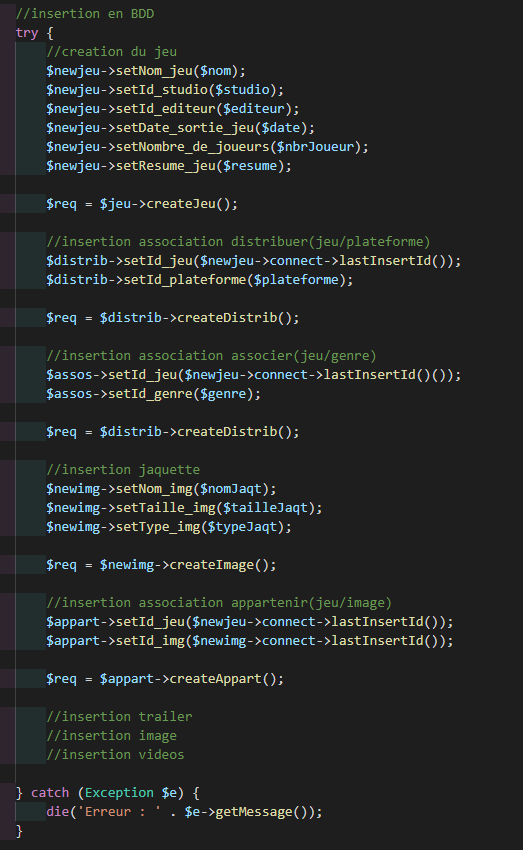 //insertion en BDD
try {
//creation du jeu
$newjeu->setNom_jeu($nom);
$newjeu->setId_studio($studio);
$newjeu->setId_editeur($editeur);
$newjeu->setDate_sortie_jeu($date);
$newjeu->setNombre_de_joueurs($nbrJoueur);
$newjeu->setResume_jeu($resume);
$req = $jeu->createJeu();
//insertion association distribuer(jeu/plateforme)
$distrib->setId_jeu($newjeu->connect->lastInsertId());
$distrib->setId_plateforme($plateforme);
$req = $distrib->createDistrib();
//insertion association associer(jeu/genre)
$assos->setId_jeu($newjeu->connect->lastInsertId()());
$assos->setId_genre($genre);
$req = $distrib->createDistrib();
//insertion jaquette
$newimg->setNom_img($nomJaqt);
$newimg->setTaille_img($tailleJaqt);
$newimg->setType_img($typeJaqt);
$req = $newimg->createImage();
//insertion association appartenir(jeu/image)
$appart->setId_jeu($newjeu->connect->lastInsertId());
$appart->setId_img($newimg->connect->lastInsertId());
$req = $appart->createAppart();
//insertion trailer
//insertion image
//insertion videos
} catch (Exception $e) {
die('Erreur : ' . $e->getMessage());
}